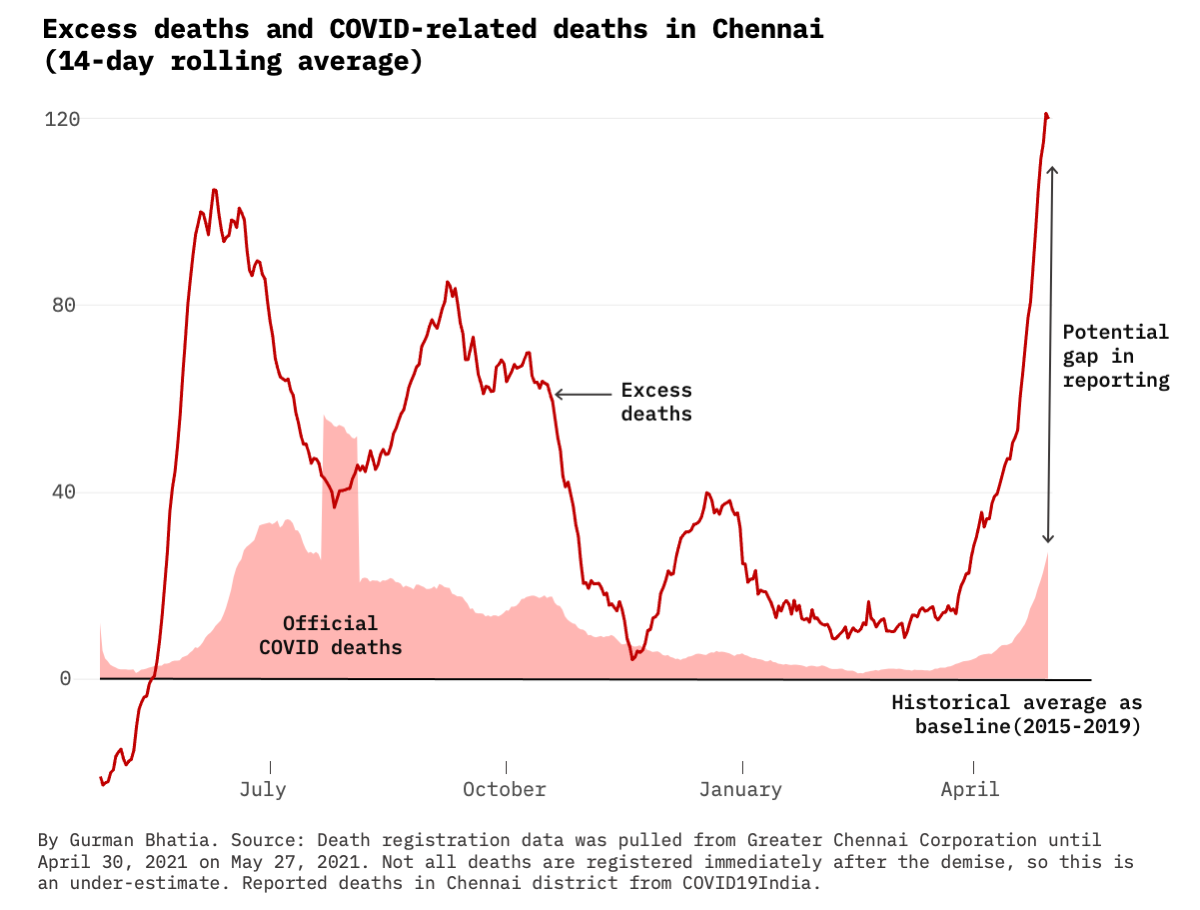 Excess deaths and COVID-related deaths in Chennai
(14-day rolling average)
120
80
40
0
Excess
deaths
Potential
gap in
reporting
Official
COVID deaths
Historical average as
baseline(2015-2019)
July
October
January
April
By Gurman Bhatia. Source: Death registration data was pulled from Greater Chennai Corporation until
April 30, 2021 on May 27, 2021. Not all deaths are registered immediately after the demise, so this is
an under-estimate. Reported deaths in Chennai district from COVID19India.